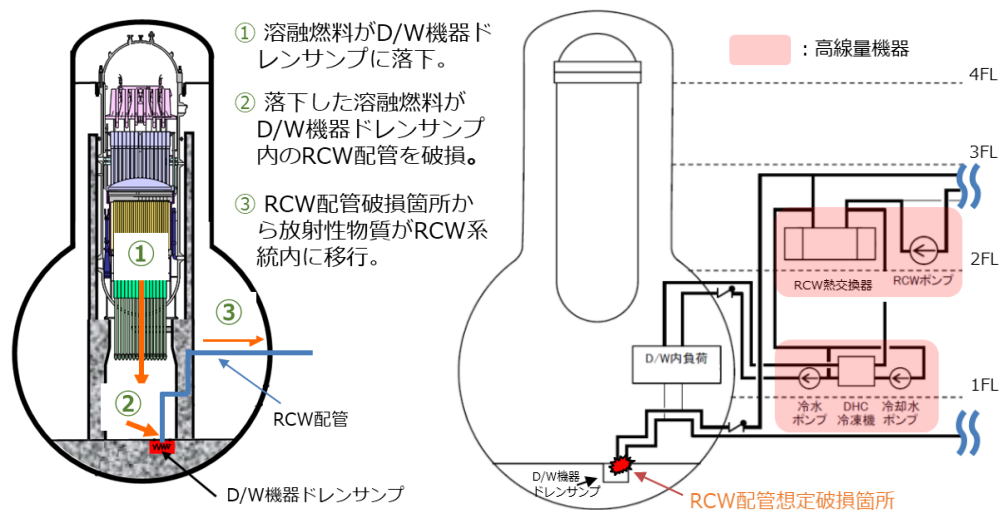 ① 溶融燃料がD/W機器ド
レンサンプに落下。
② 落下した溶融燃料が
D/W機器ドレンサンプ
内のRCW配管を破損。
③ RCW配管破損箇所か
ら放射性物質がRCW系
統内に移行。
①
②
③
RCW配管
D/W機器ドレンサンプ
：高線量機器
4FL
3FL
2FL
1FL
RCW熱交換器
RCWポンプ
D/W内負荷
冷水
ポンプ
DHC
冷凍機
冷却水
ポンプ
D/W機器
ドレンサンプ
RCW配管想定破損箇所